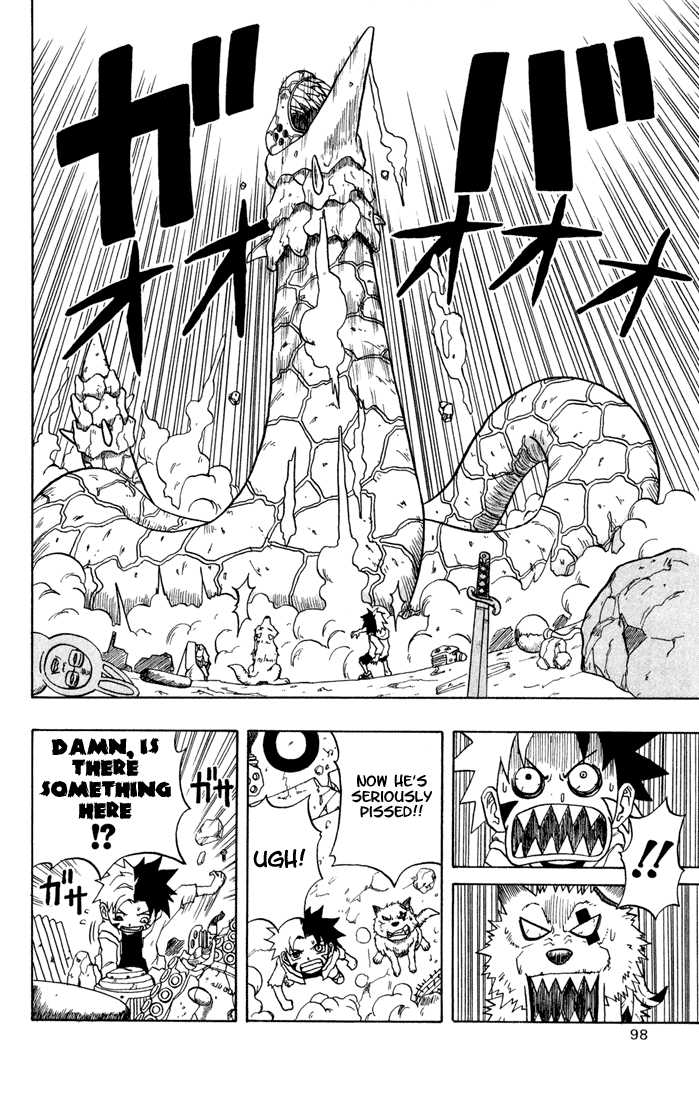 ガバ
オオオオオ
!!
NOW HE'S
SERIOUSLY
PISSED!!
UGH!
DAMN, IS
THERE
SOMETHING
HERE
!?
ガサ
ガサ
98